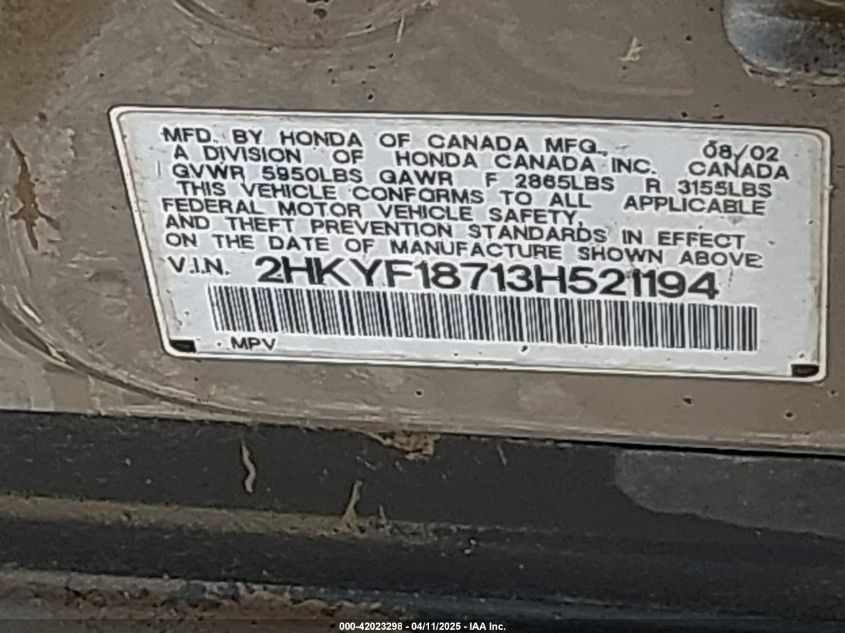 MFD. BY HONDA OF CANADA MFG., 08/02
A DIVISION OF HONDA CANADA INC. CANADA
GVWR 5950LBS GAWR F 2865LBS R 3155LBS
THIS VEHICLE CONFORMS TO ALL APPLICABLE
FEDERAL MOTOR VEHICLE SAFETY,
AND THEFT PREVENTION STANDARDS IN EFFECT
ON THE DATE OF MANUFACTURE SHOWN ABOVE
V.I.N. 2HKYF18713H521194
MPV
000-42023298 - 04/11/2025 - IAA Inc.